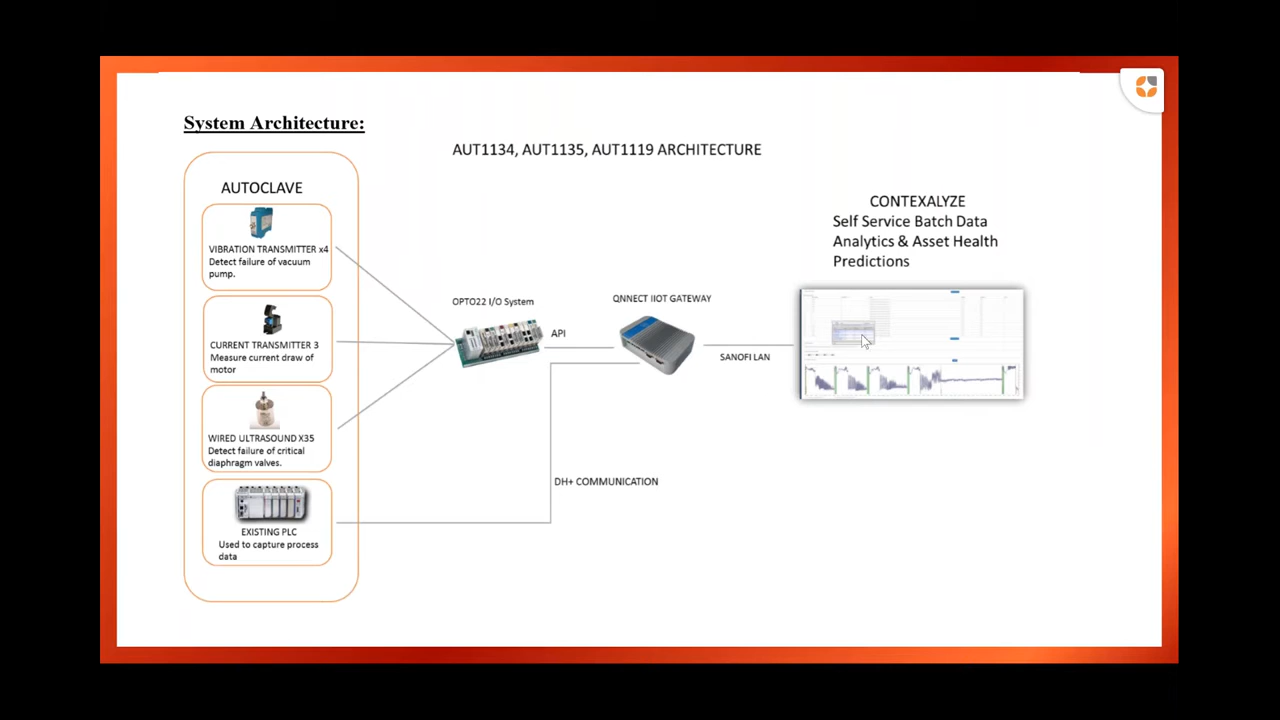 System Architecture:
AUT1134, AUT1135, AUT1119 ARCHITECTURE
AUTOCLAVE
VIBRATION TRANSMITTER x4
Detect failure of vacuum
pump.
CURRENT TRANSMITTER 3
Measure current draw of
motor
WIRED ULTRASOUND X35
Detect failure of critical
diaphragm valves.
EXISTING PLC
Used to capture process
data
OPTO22 I/O System
API
QNNECT IIOT GATEWAY
DH+ COMMUNICATION
SANOFI LAN
CONTEXALYZE
Self Service Batch Data
Analytics & Asset Health
Predictions